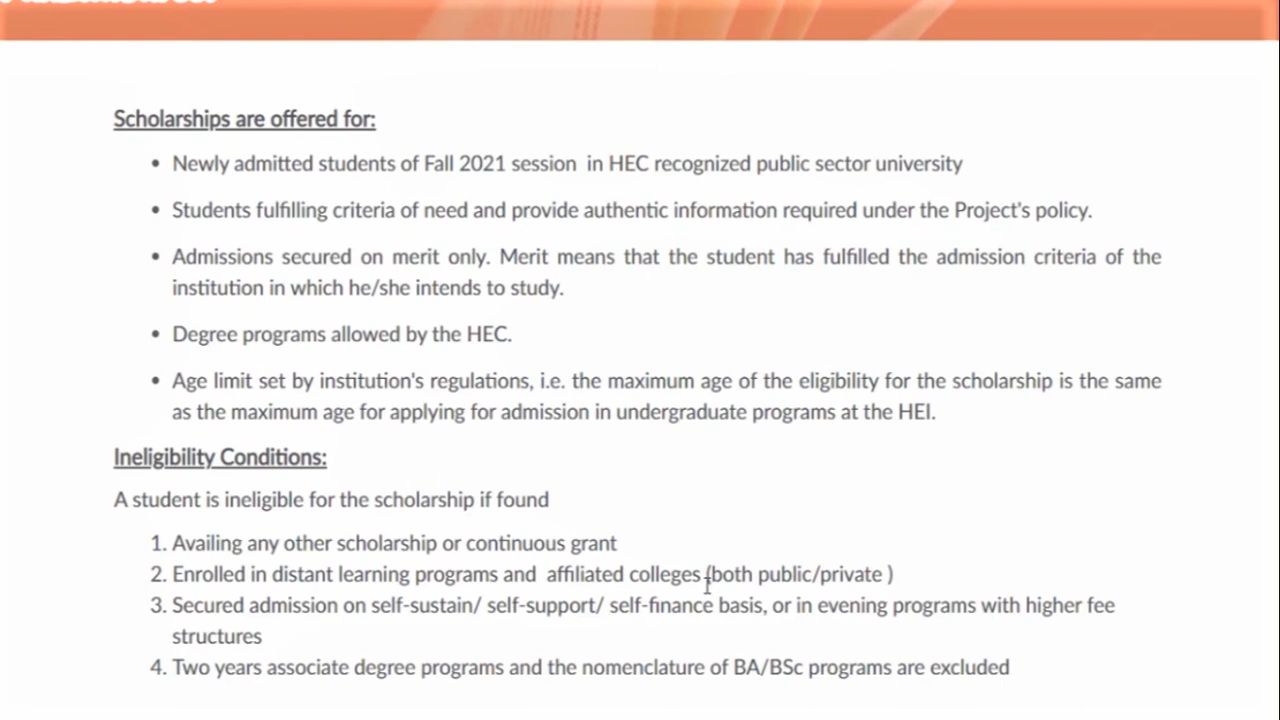 Scholarships are offered for:
• Newly admitted students of Fall 2021 session in HEC recognized public sector university
• Students fulfilling criteria of need and provide authentic information required under the Project's policy.
• Admissions secured on merit only. Merit means that the student has fulfilled the admission criteria of the
institution in which he/she intends to study.
• Degree programs allowed by the HEC.
• Age limit set by institution's regulations, i.e. the maximum age of the eligibility for the scholarship is the same
as the maximum age for applying for admission in undergraduate programs at the HEI.
Ineligibility Conditions:
A student is ineligible for the scholarship if found
1. Availing any other scholarship or continuous grant
2. Enrolled in distant learning programs and affiliated colleges (both public/private )
3. Secured admission on self-sustain/ self-support/ self-finance basis, or in evening programs with higher fee
structures
4. Two years associate degree programs and the nomenclature of BA/BSc programs are excluded